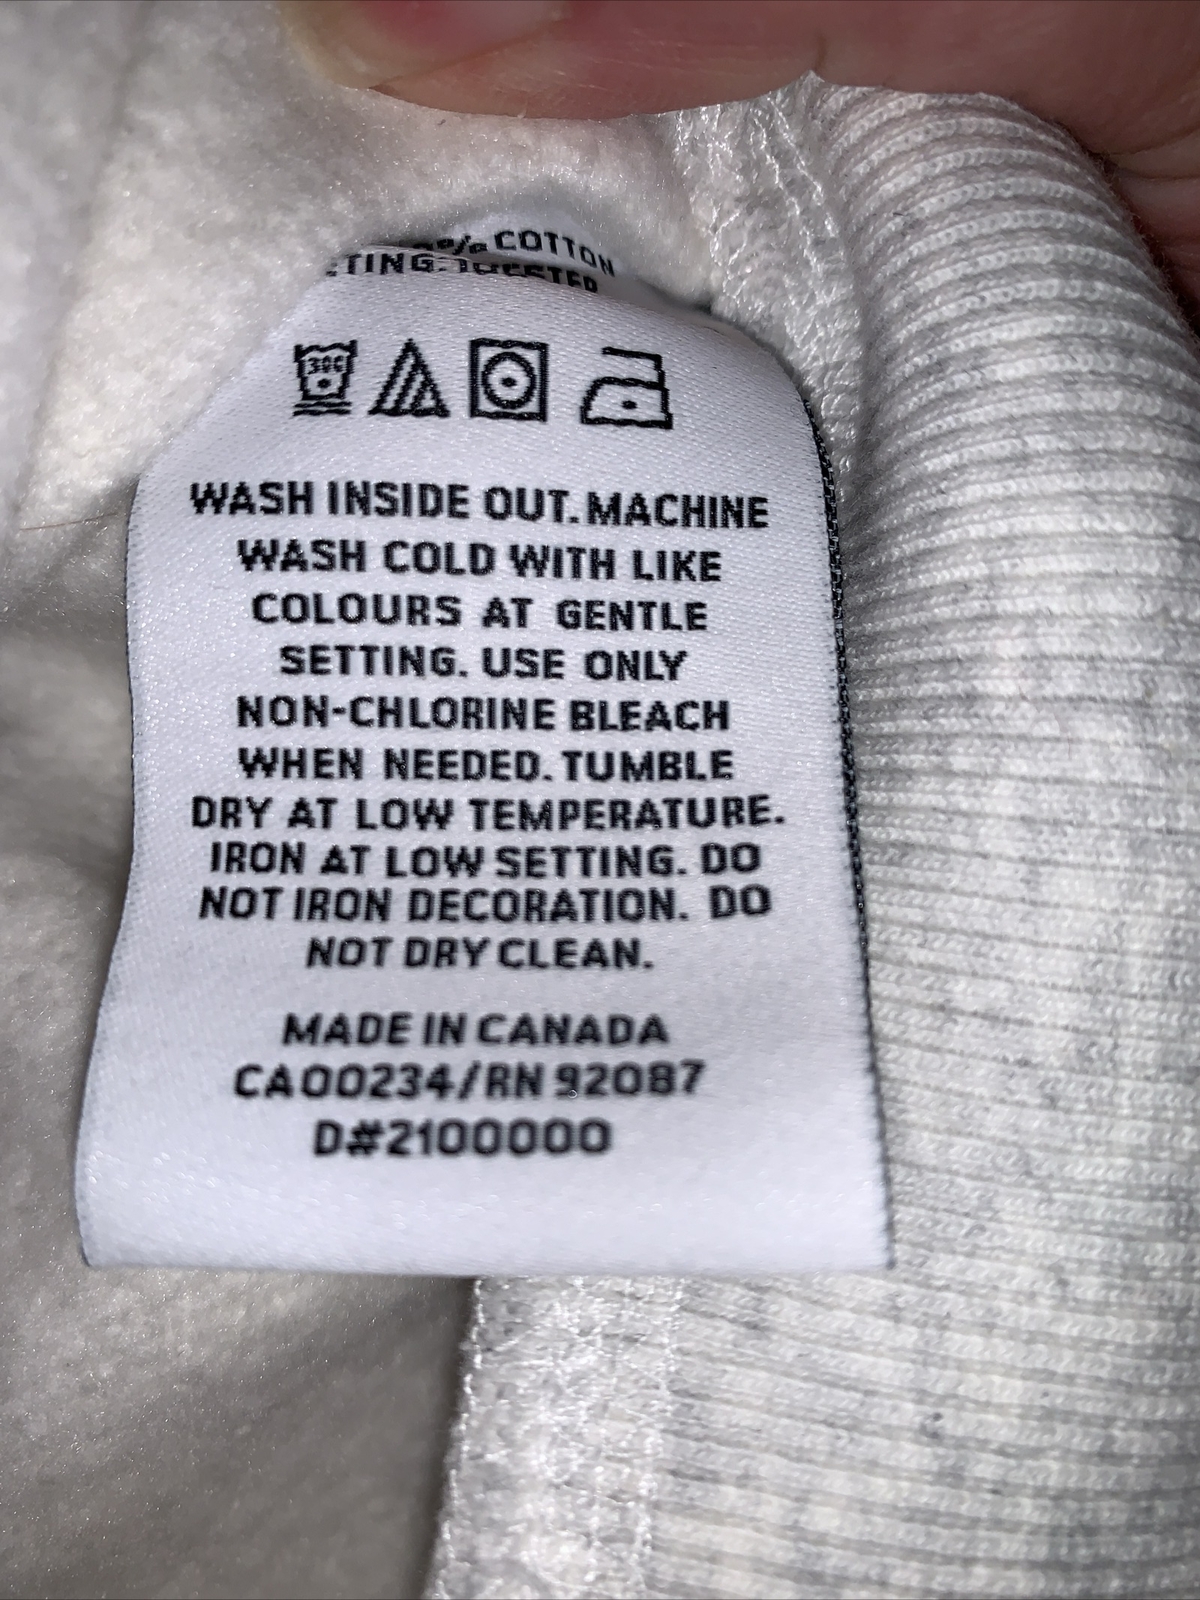 % COTTON
30C
WASH INSIDE OUT. MACHINE
WASH COLD WITH LIKE
COLOURS AT GENTLE
SETTING. USE ONLY
NON-CHLORINE BLEACH
WHEN NEEDED. TUMBLE
DRY AT LOW TEMPERATURE.
IRON AT LOW SETTING. DO
NOT IRON DECORATION. DO
NOT DRY CLEAN.
MADE IN CANADA
CA00234/RN 92087
D#2100000